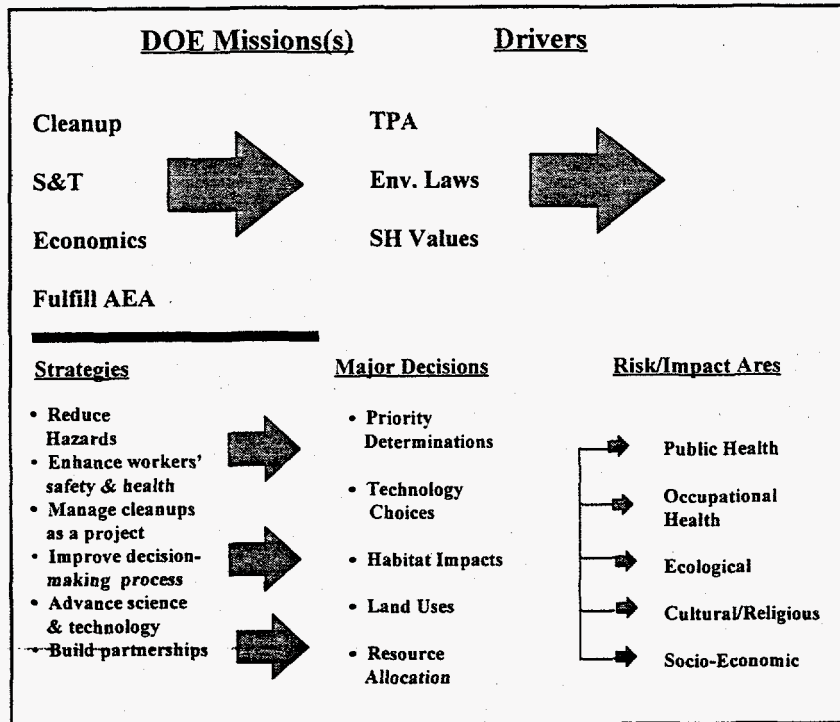 DOE Missions(s)
Drivers
Cleanup
S&T
Economics
Fulfill AEA
TPA
Env. Laws
SH Values
Strategies
• Reduce
Hazards
• Enhance workers'
safety & health
• Manage cleanups
as a project
• Improve decision-
making process
• Advance science
& technology
• Build partnerships
Major Decisions
• Priority
Determinations
• Technology
Choices
• Habitat Impacts
• Land Uses
• Resource
Allocation
Risk/Impact Ares
Public Health
Occupational
Health
Ecological
Cultural/Religious
Socio-Economic